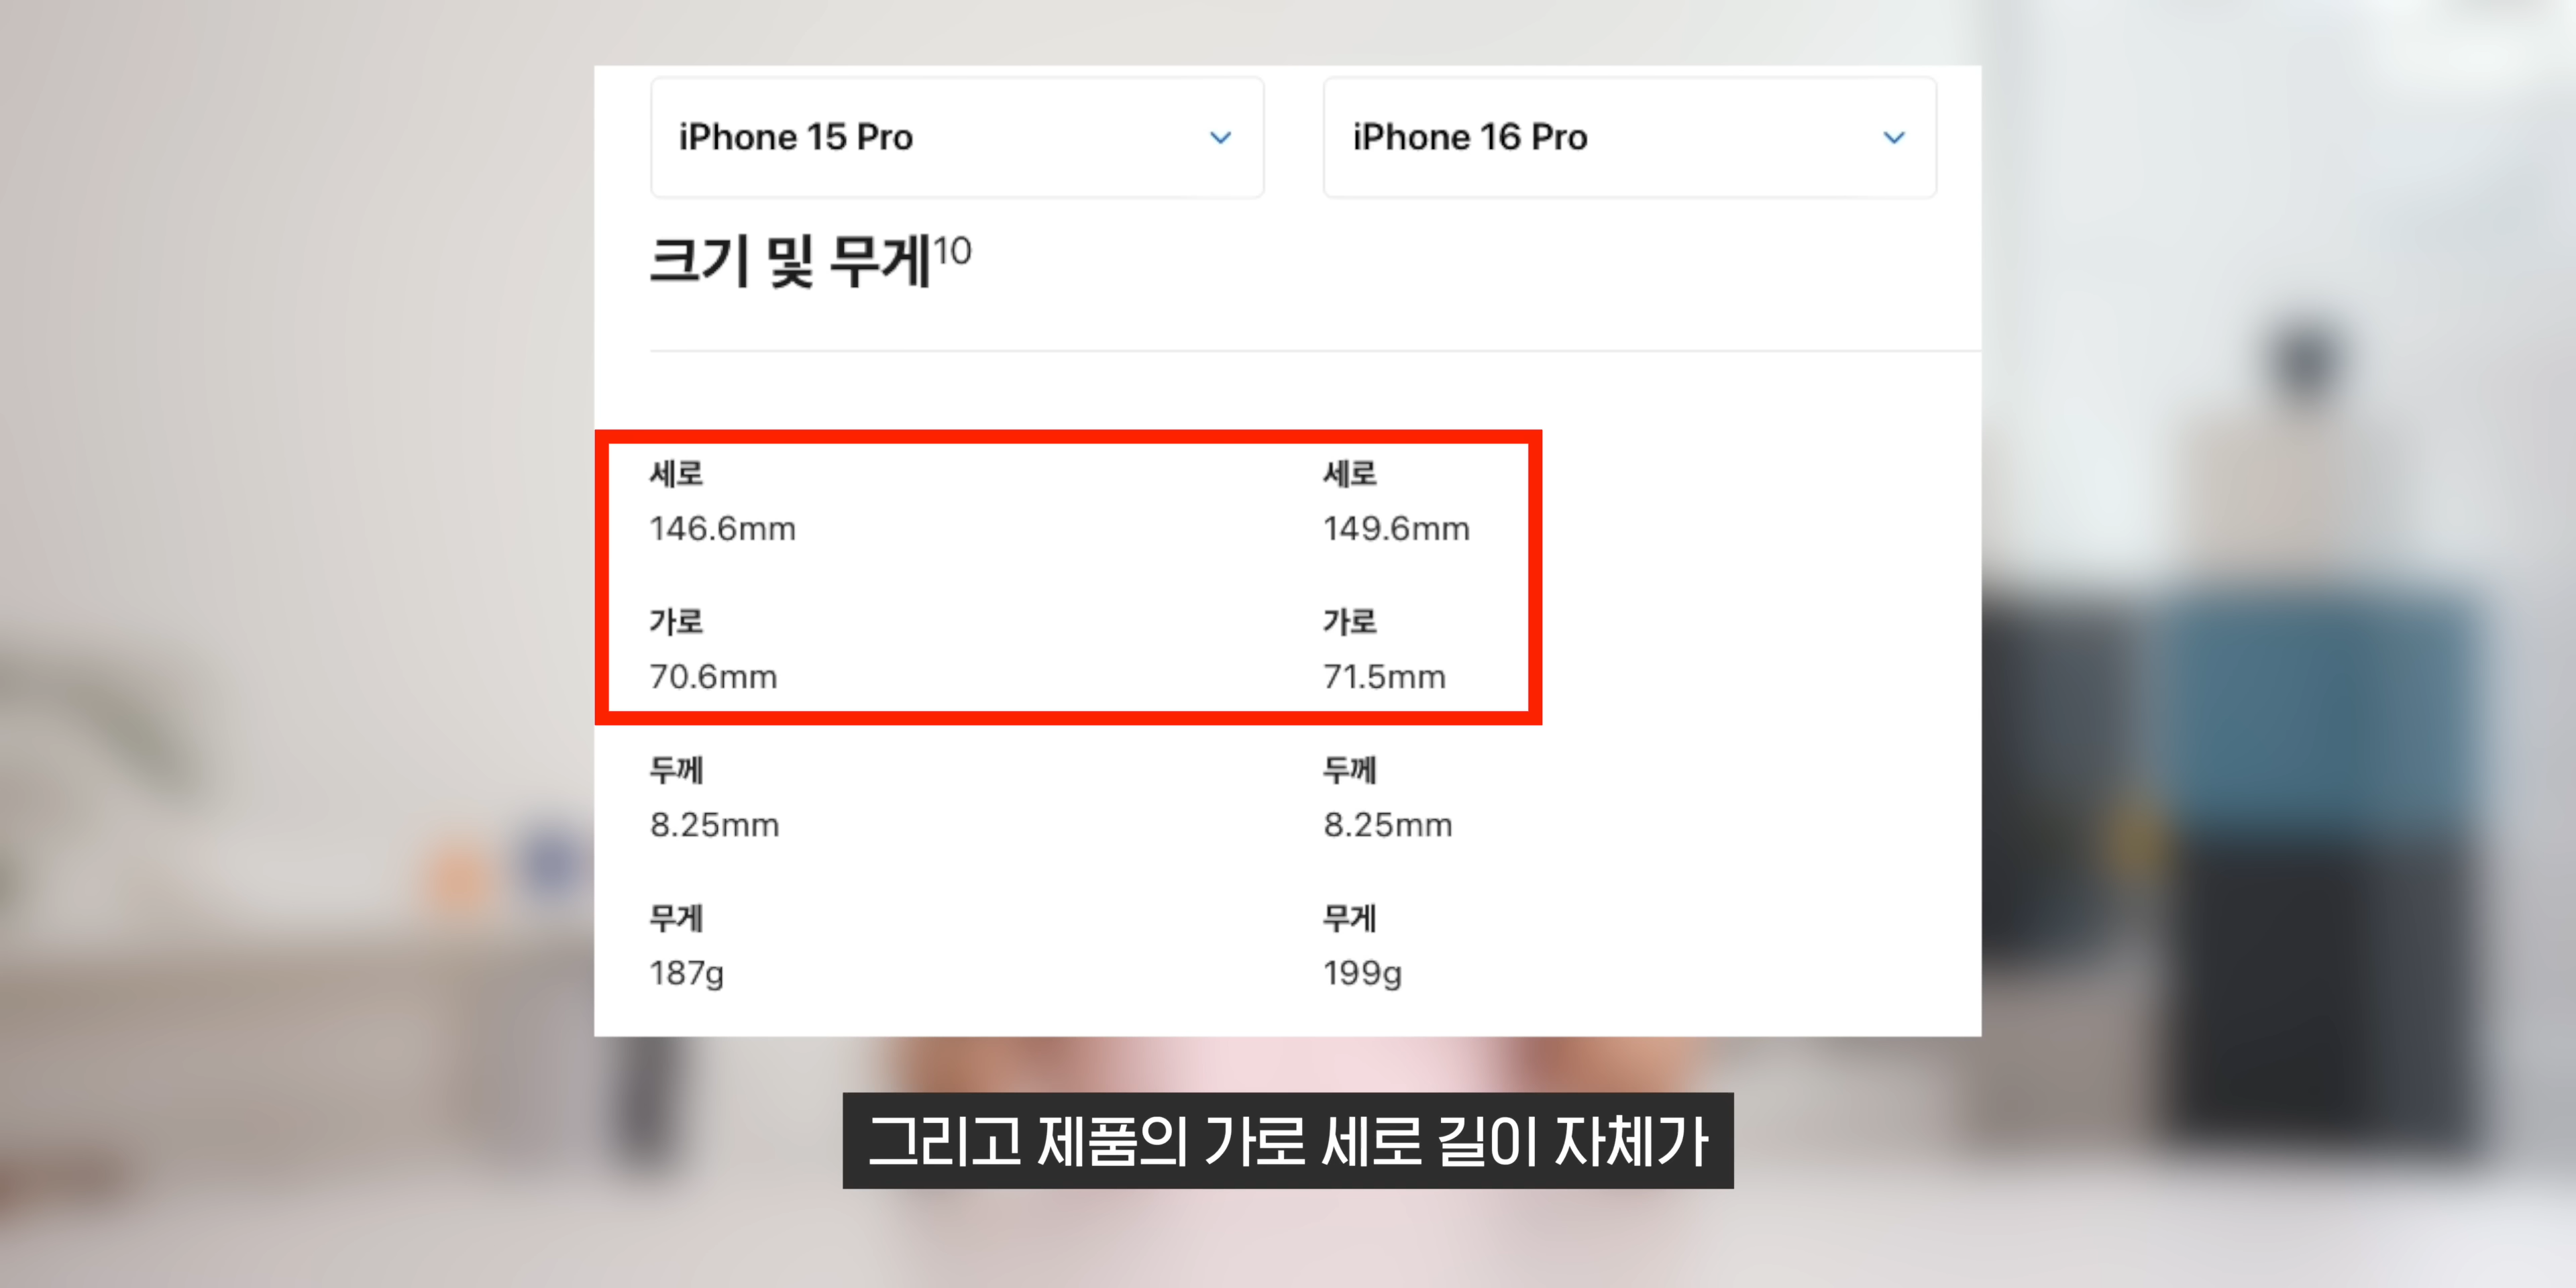 iPhone 15 Pro
iPhone 16 Pro
크기 및 무게10
세로
세로
146.6mm
149.6mm
가로
가로
70.6mm
71.5mm
두께
두께
8.25mm
8.25mm
무게
무게
187g
199g
그리고 제품의 가로 세로 길이 자체가